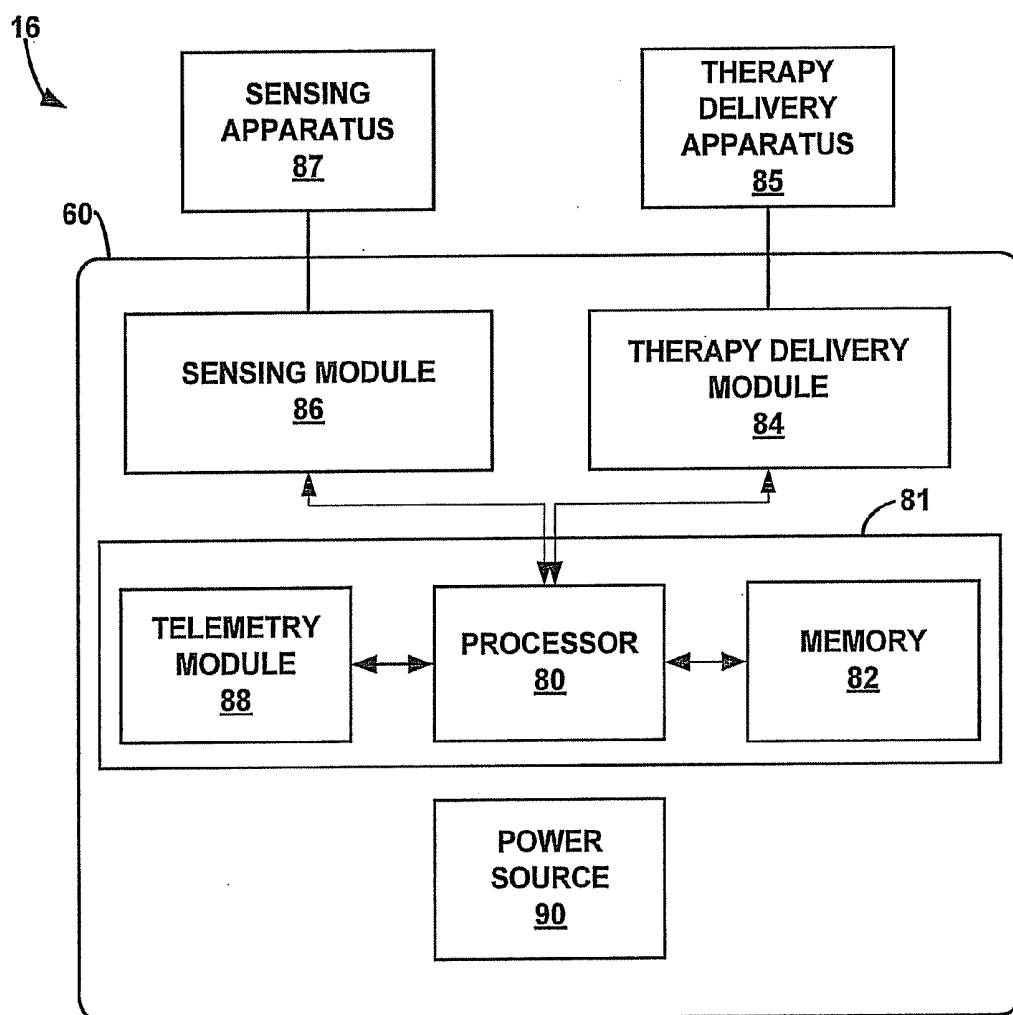 16
SENSING
APPARATUS
87
THERAPY
DELIVERY
APPARATUS
85
60
SENSING MODULE
86
THERAPY DELIVERY
MODULE
84
81
TELEMETRY
MODULE
88
PROCESSOR
80
MEMORY
82
POWER
SOURCE
90